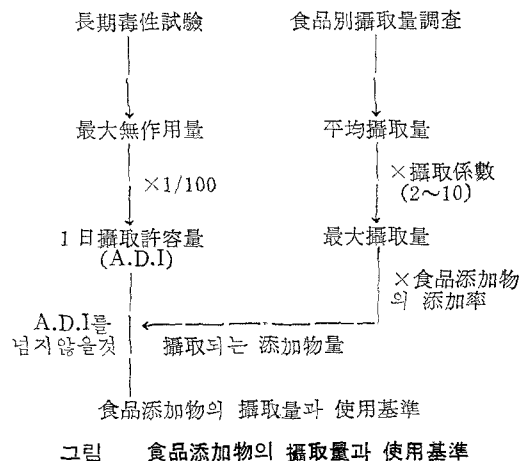 長期毒性試驗
食品別攝取量調査
最大無作用量
平均攝取量
×1/100
×攝取係數
(2~10)
1日攝取許容量
(A.D.I)
最大攝取量
×食品添加物
의 添加率
A.D.I를
넘지않을것
攝取되는 添加物量
食品添加物의 攝取量과 使用基準
그림 食品添加物의 攝取量과 使用基準